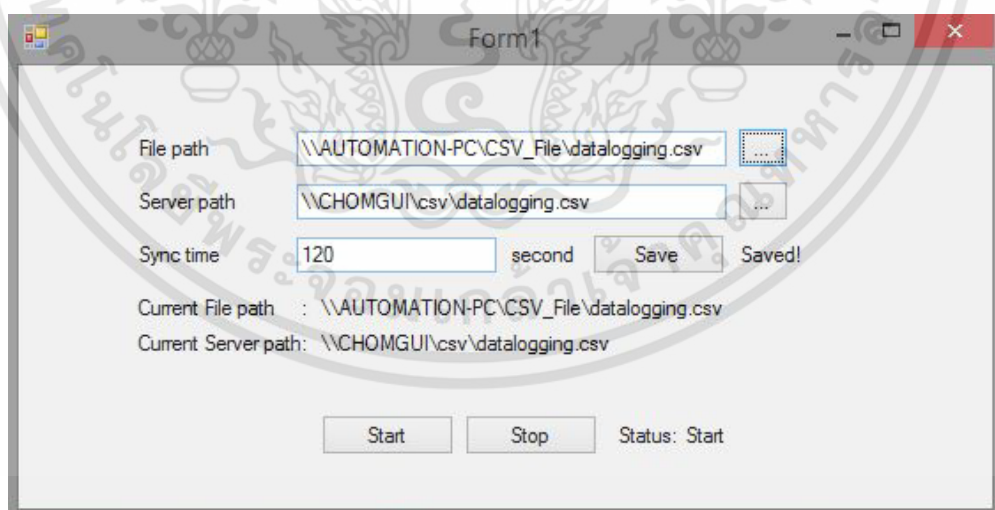 Form1
File path \\AUTOMATION-PC\CSV_File\datalogging.csv ...
Server path \\CHOMGUI\csv\datalogging.csv ...
Sync time 120 second Save Saved!
Current File path : \\AUTOMATION-PC\CSV_File\datalogging.csv
Current Server path: \\CHOMGUI\csv\datalogging.csv
Start Stop Status: Start